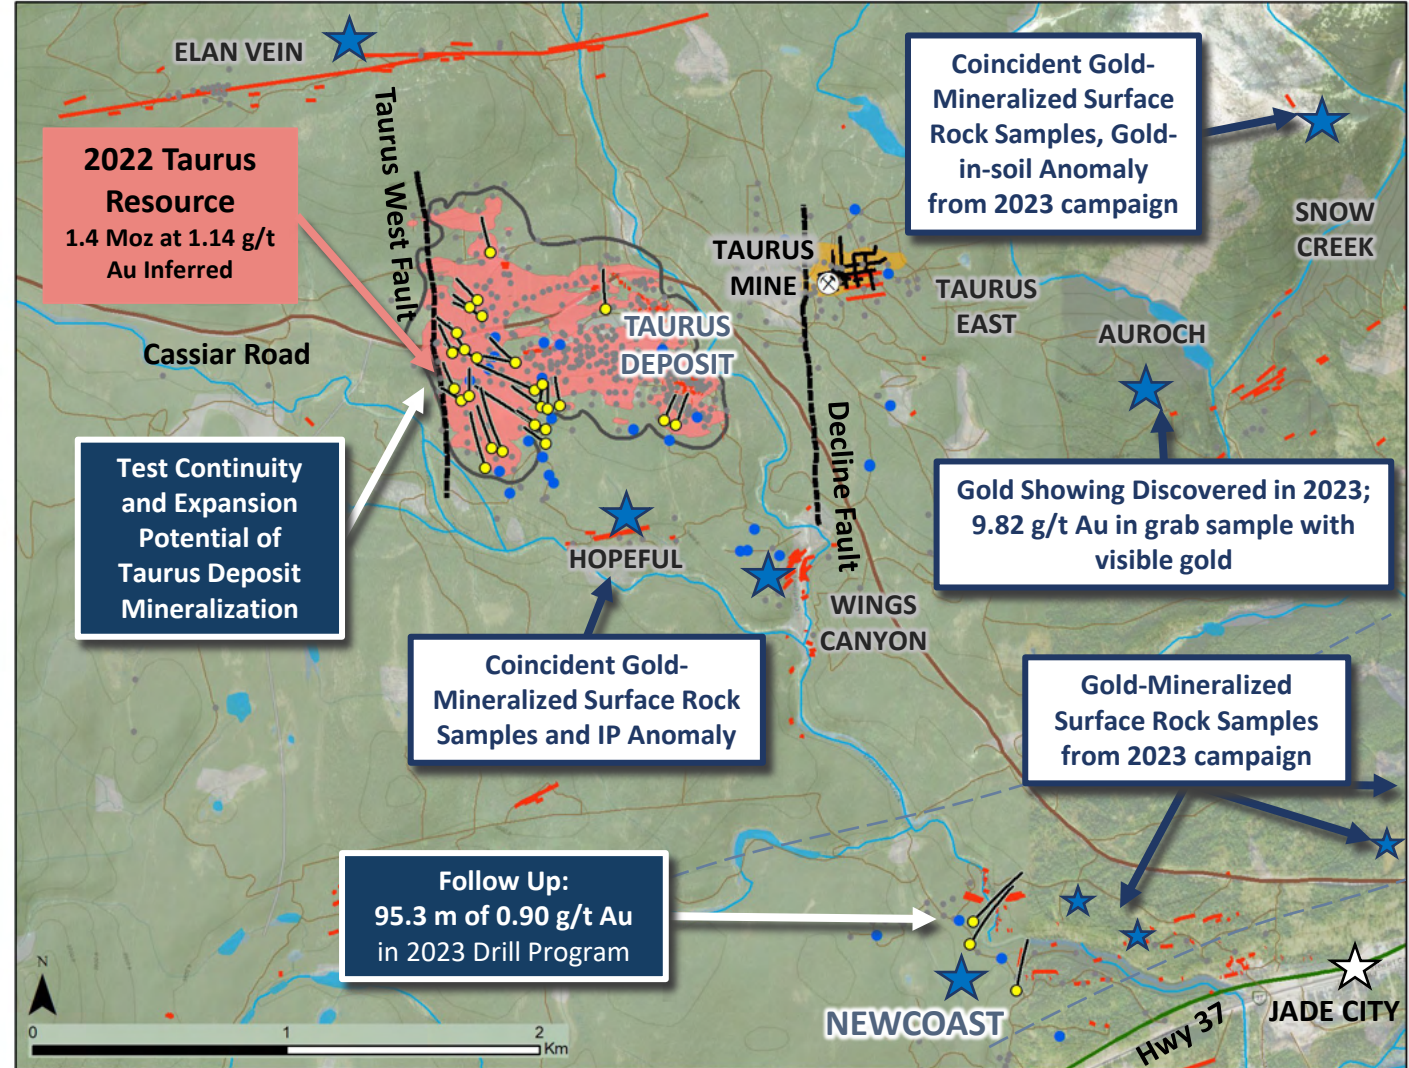 ELAN VEIN
Coincident Gold-
Mineralized Surface
Rock Samples, Gold-
in-soil Anomaly
from 2023 campaign
2022 Taurus
Resource
1.4 Moz at 1.14 g/t
Au Inferred
Taurus West Fault
SNOW
CREEK
TAURUS
MINE
TAURUS
EAST
TAURUS
DEPOSIT
AUROCH
Cassiar Road
Decline Fault
Test Continuity
and Expansion
Potential of
Taurus Deposit
Mineralization
Gold Showing Discovered in 2023;
9.82 g/t Au in grab sample with
visible gold
HOPEFUL
WINGS
CANYON
Coincident Gold-
Mineralized Surface Rock
Samples and IP Anomaly
Gold-Mineralized
Surface Rock Samples
from 2023 campaign
Follow Up:
95.3 m of 0.90 g/t Au
in 2023 Drill Program
NEWCOAST
JADE CITY
Hwy 37
N
0 1 2
Km